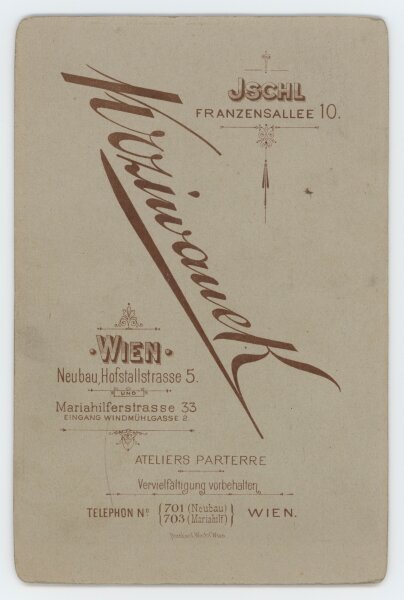 Kosiwanek
JSCHL
FRANZENSALLEE 10.
WIEN
Neubau, Hofstallstrasse 5.
UND
Mariahilferstrasse 33
EINGANG WINDMÜHLGASSE 2.
ATELIERS PARTERRE
Vervielfältigung vorbehalten
TELEPHON Nº { 701 (Neubau) 703 (Mariahilf) } WIEN.